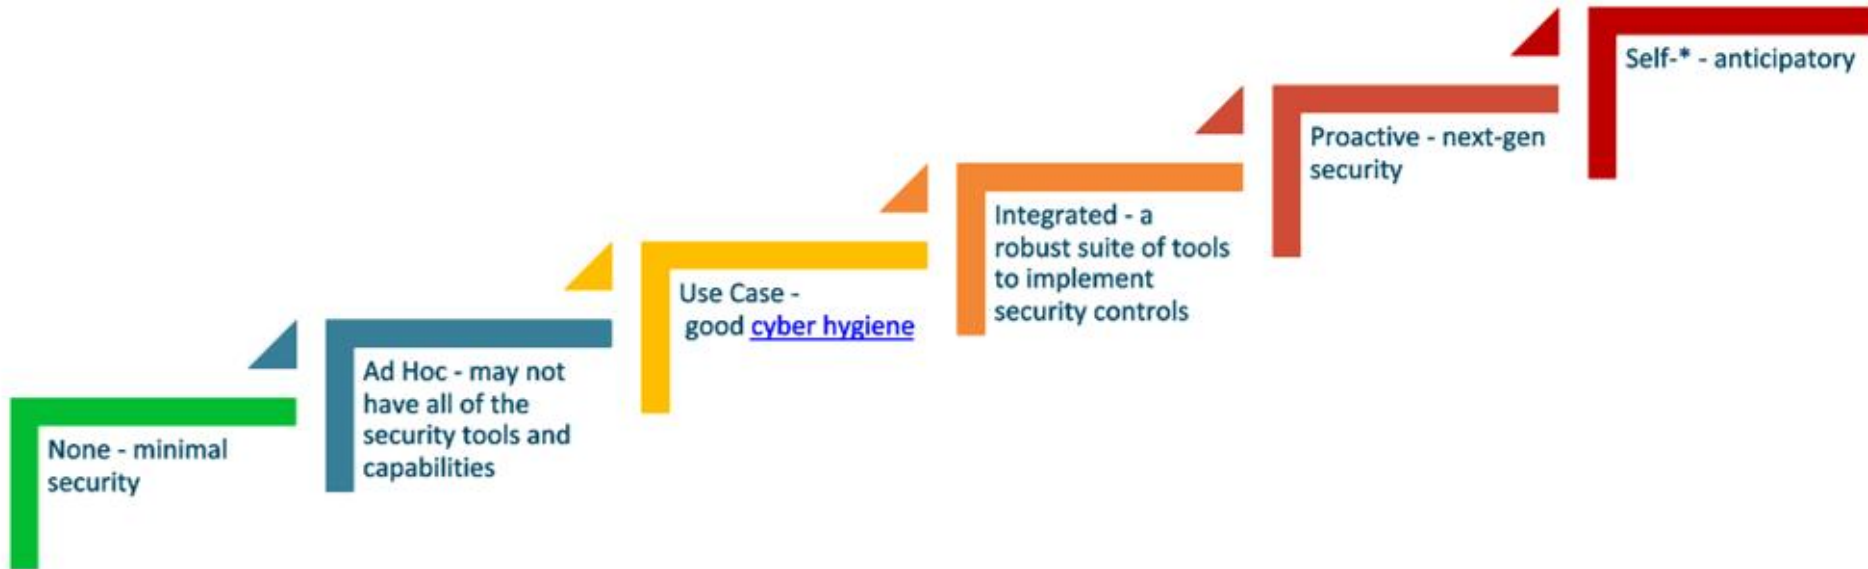 None - minimal
security
Ad Hoc - may not
have all of the
security tools and
capabilities
Use Case -
good cyber hygiene
Integrated - a
robust suite of tools
to implement
security controls
Proactive - next-gen
security
Self-* - anticipatory